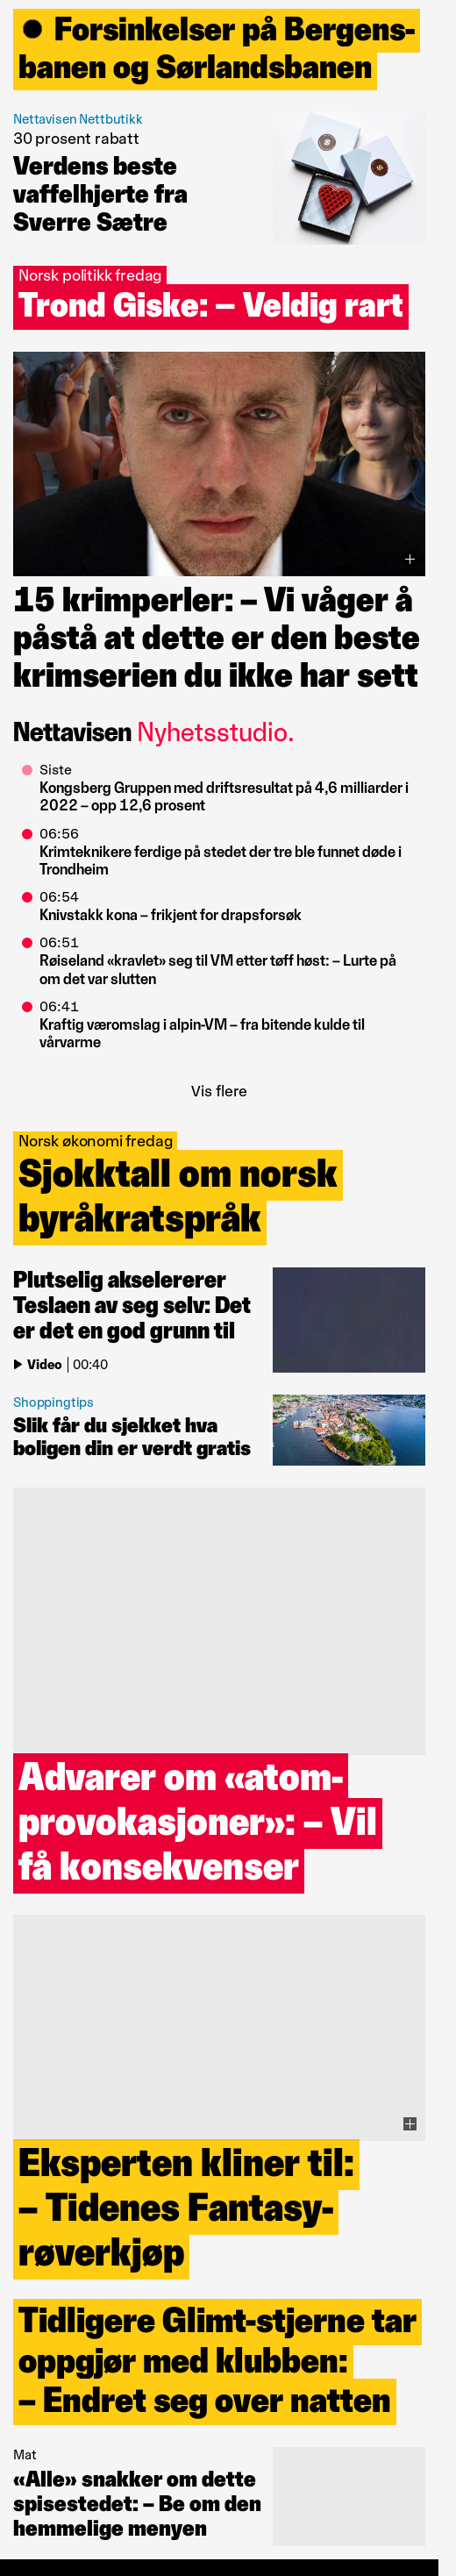 Forsinkelser på Bergens-
banen og Sørlandsbanen
Nettavisen Nettbutikk
30 prosent rabatt
Verdens beste
vaffelhjerte fra
Sverre Sætre
Norsk politikk fredag
Trond Giske: – Veldig rart
15 krimperler: – Vi våger å
påstå at dette er den beste
krimserien du ikke har sett
Nettavisen Nyhetsstudio.
Siste
Kongsberg Gruppen med driftsresultat på 4,6 milliarder i
2022 – opp 12,6 prosent
06:56
Krimteknikere ferdige på stedet der tre ble funnet døde i
Trondheim
06:54
Knivstakk kona – frikjent for drapsforsøk
06:51
Røiseland «kravlet» seg til VM etter tøff høst: – Lurte på
om det var slutten
06:41
Kraftig væromslag i alpin-VM – fra bitende kulde til
vårvarme
Vis flere
Norsk økonomi fredag
Sjokktall om norsk
byråkratspråk
Plutselig akselererer
Teslaen av seg selv: Det
er det en god grunn til
Video | 00:40
Shoppingtips
Slik får du sjekket hva
boligen din er verdt gratis
Advarer om «atom-
provokasjoner»: – Vil
få konsekvenser
Eksperten kliner til:
– Tidenes Fantasy-
røverkjøp
Tidligere Glimt-stjerne tar
oppgjør med klubben:
– Endret seg over natten
Mat
«Alle» snakker om dette
spisestedet: – Be om den
hemmelige menyen